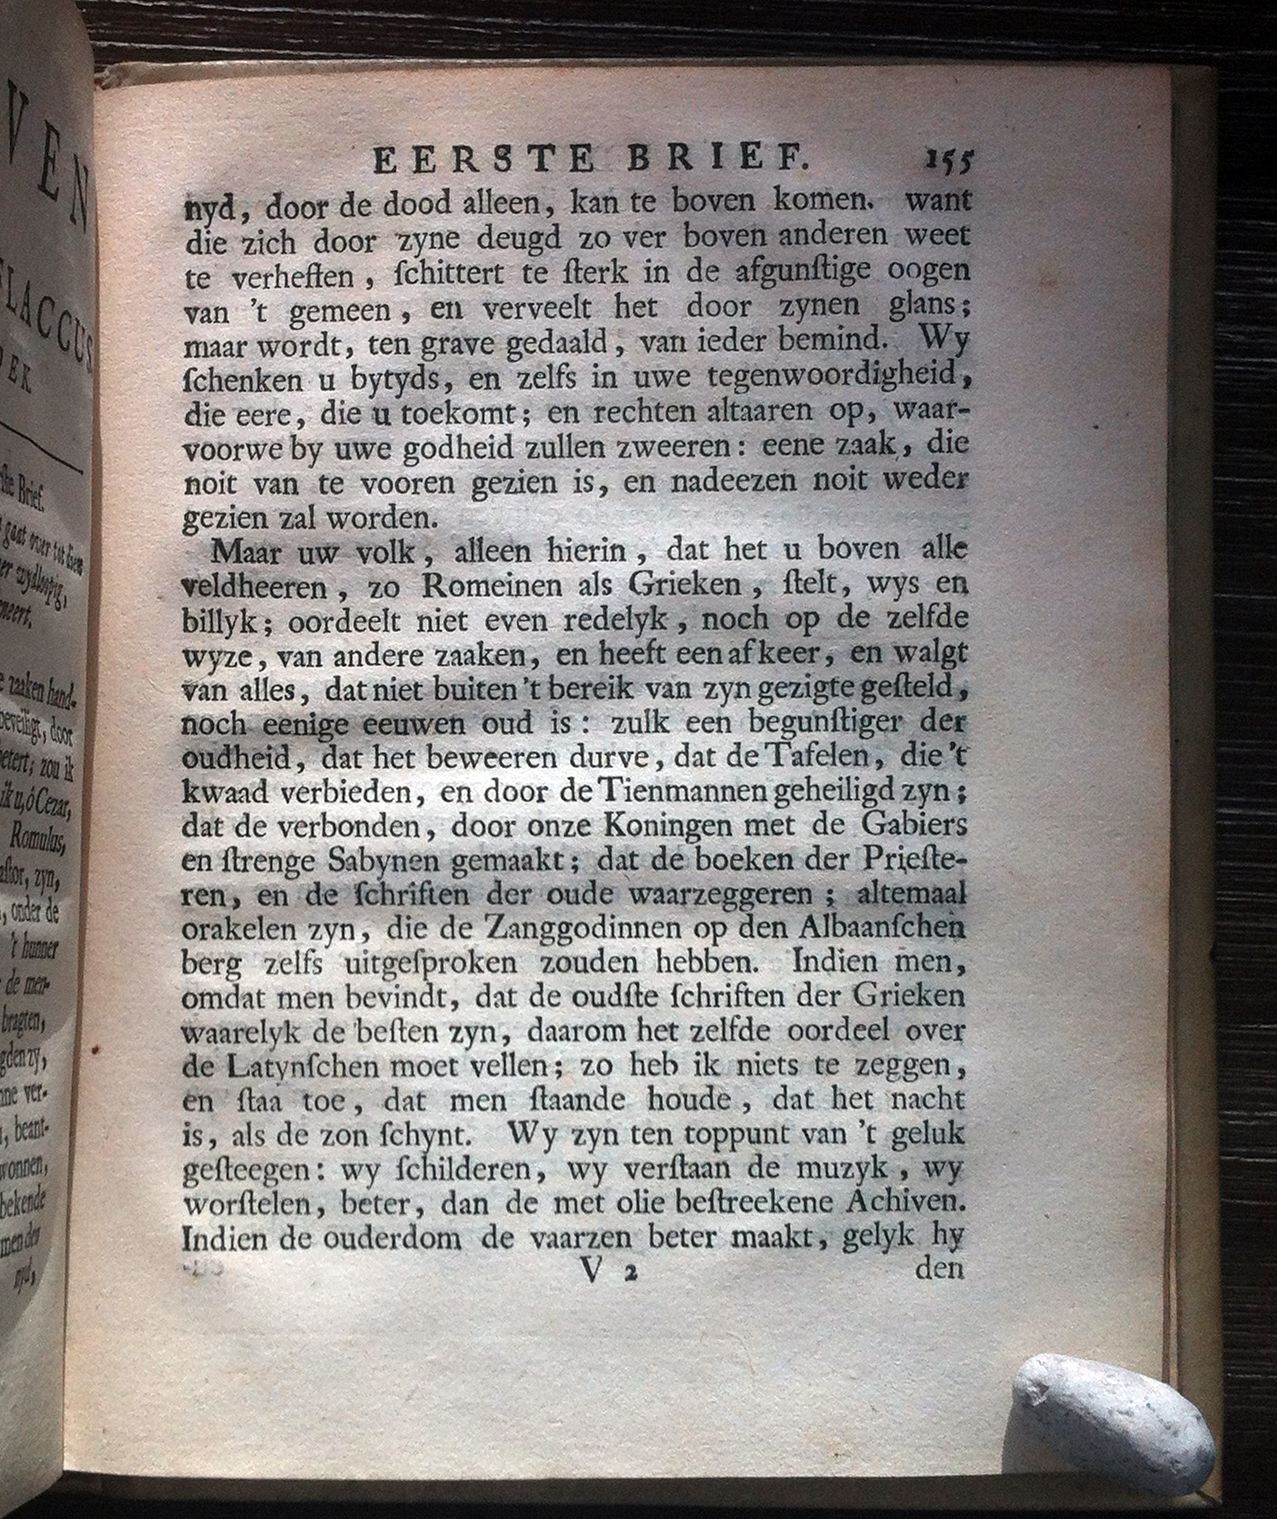 VEN
FLACCUS
EERSTE BRIEF. 155
nyd, door de dood alleen, kan te boven komen. want
die zich door zyne deugd zo ver boven anderen weet
te verheffen, ſchittert te ſterk in de afgunſtige oogen
van 't gemeen, en verveelt het door zynen glans;
maar wordt, ten grave gedaald, van ieder bemind. Wy
ſchenken u bytyds, en zelfs in uwe tegenwoordigheid,
die eere, die u toekomt; en rechten altaaren op, waar-
voorwe by uwe godheid zullen zweeren: eene zaak, die
noit van te vooren gezien is, en nadeezen noit weder
gezien zal worden.
Maar uw volk, alleen hierin, dat het u boven alle
veldheeren, zo Romeinen als Grieken, ſtelt, wys en
billyk; oordeelt niet even redelyk, noch op de zelfde
wyze, van andere zaaken, en heeft een afkeer, en walgt
van alles, dat niet buiten 't bereik van zyn gezigte geſteld,
noch eenige eeuwen oud is: zulk een begunſtiger der
oudheid, dat het beweeren durve, dat de Tafelen, die 't
kwaad verbieden, en door de Tienmannen geheiligd zyn;
dat de verbonden, door onze Koningen met de Gabiers
en ſtrenge Sabynen gemaakt; dat de boeken der Prieſte-
ren, en de ſchriften der oude waarzeggeren; altemaal
orakelen zyn, die de Zanggodinnen op den Albaanſchen
berg zelfs uitgeſproken zouden hebben. Indien men,
omdat men bevindt, dat de oudſte ſchriften der Grieken
waarelyk de beſten zyn, daarom het zelfde oordeel over
de Latynſchen moet vellen; zo heb ik niets te zeggen,
en ſtaa toe, dat men ſtaande houde, dat het nacht
is, als de zon ſchynt. Wy zyn ten toppunt van 't geluk
geſteegen: wy ſchilderen, wy verſtaan de muzyk, wy
worſtelen, beter, dan de met olie beſtreekene Achiven.
Indien de ouderdom de vaarzen beter maakt, gelyk hy
V 2 den